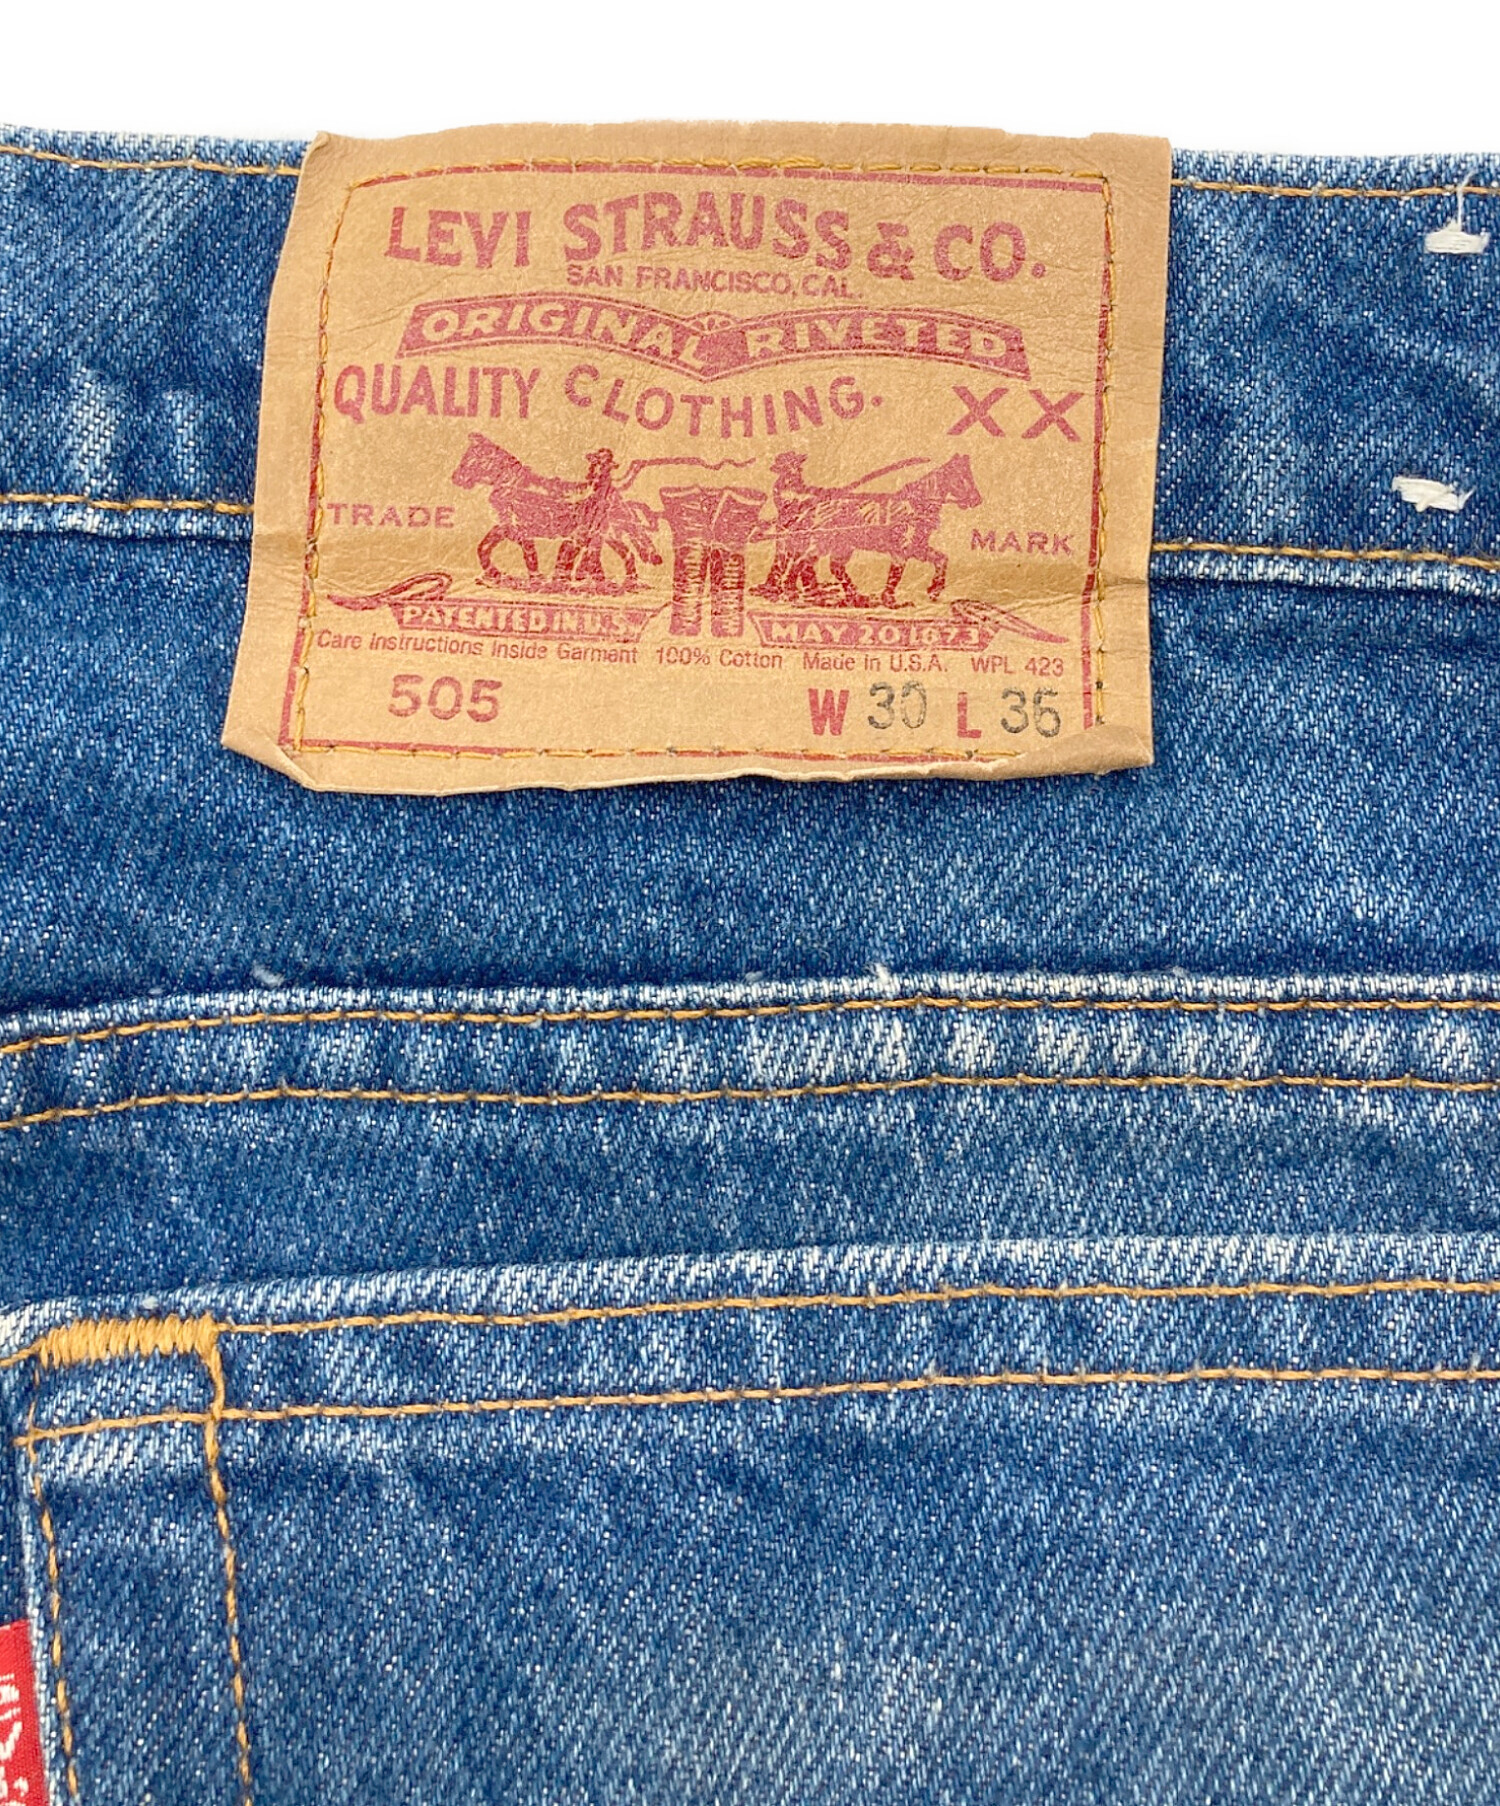 LEVI STRAUSS & CO.
SAN FRANCISCO, CAL.
ORIGINAL RIVETED
QUALITY CLOTHING. XX
TRADE MARK
PATENTED IN U.S. MAY 20 1873
Care Instructions Inside Garment 100% Cotton Made in U.S.A. WPL 423
505 W 30 L 36